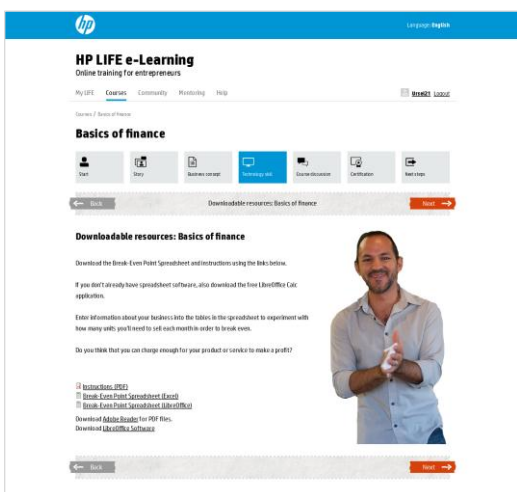 hp
Language: English
HP LIFE e-Learning
Online training for entrepreneurs
My LIFE Courses Community Mentoring Help
Logout
Courses / Basics of finance
Basics of finance
Start Story Business concept Technology skill Course discussion Certification Next steps
Back Downloadable resources: Basics of finance Next
Downloadable resources: Basics of finance
Download the Break-Even Point Spreadsheet and instructions using the links below.
If you don't already have spreadsheet software, also download the free LibreOffice Calc
application.
Enter information about your business into the tables in the spreadsheet to experiment with
how many units you'll need to sell each month in order to break even.
Do you think that you can charge enough for your product or service to make a profit?
Instructions (PDF)
Break-Even Point Spreadsheet (Excel)
Break-Even Point Spreadsheet (LibreOffice)
Download Adobe Reader for PDF files.
Download LibreOffice Software
Back Next